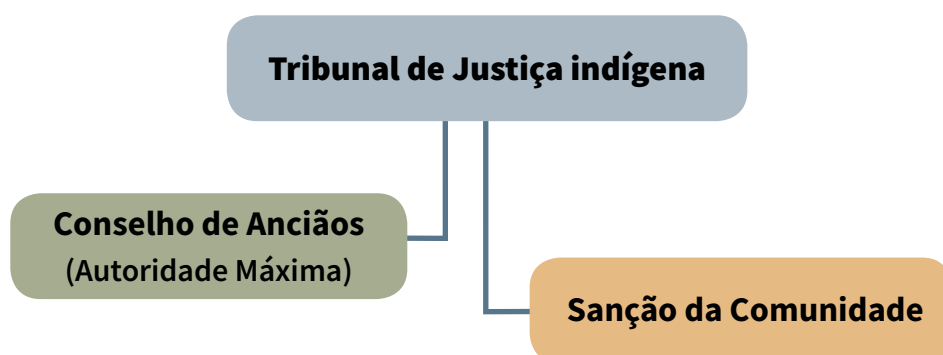 Tribunal de Justiça indígena
Conselho de Anciãos
(Autoridade Máxima)
Sanção da Comunidade